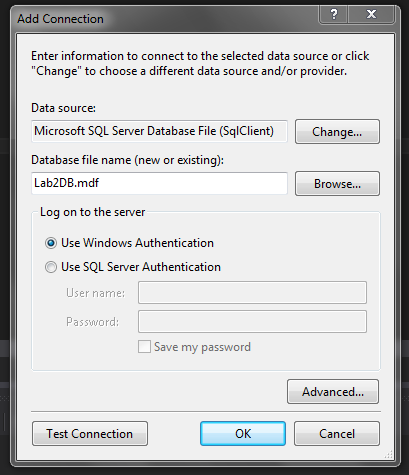 Add Connection
?
Enter information to connect to the selected data source or click
"Change" to choose a different data source and/or provider.
Data source:
Microsoft SQL Server Database File (SqlClient)
Change...
Database file name (new or existing):
Lab2DB.mdf
Browse...
Log on to the server
Use Windows Authentication
Use SQL Server Authentication
User name:
Password:
Save my password
Advanced...
Test Connection
OK
Cancel